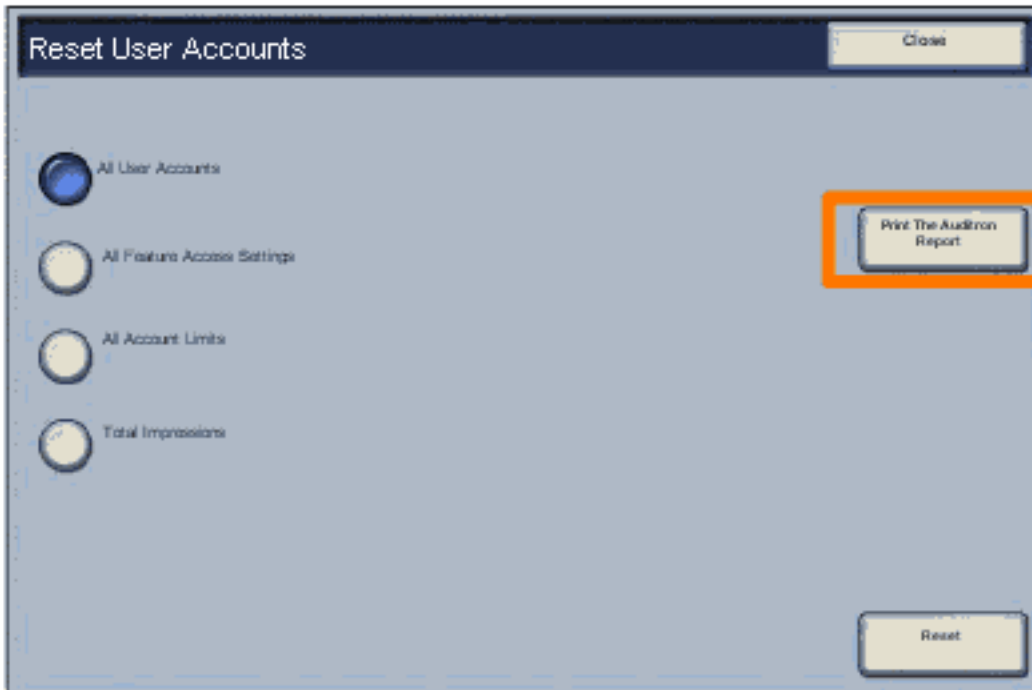 Reset User Accounts
Close
All User Accounts
All Feature Access Settings
All Account Limits
Total Impressions
Print The Auditron
Report
Reset